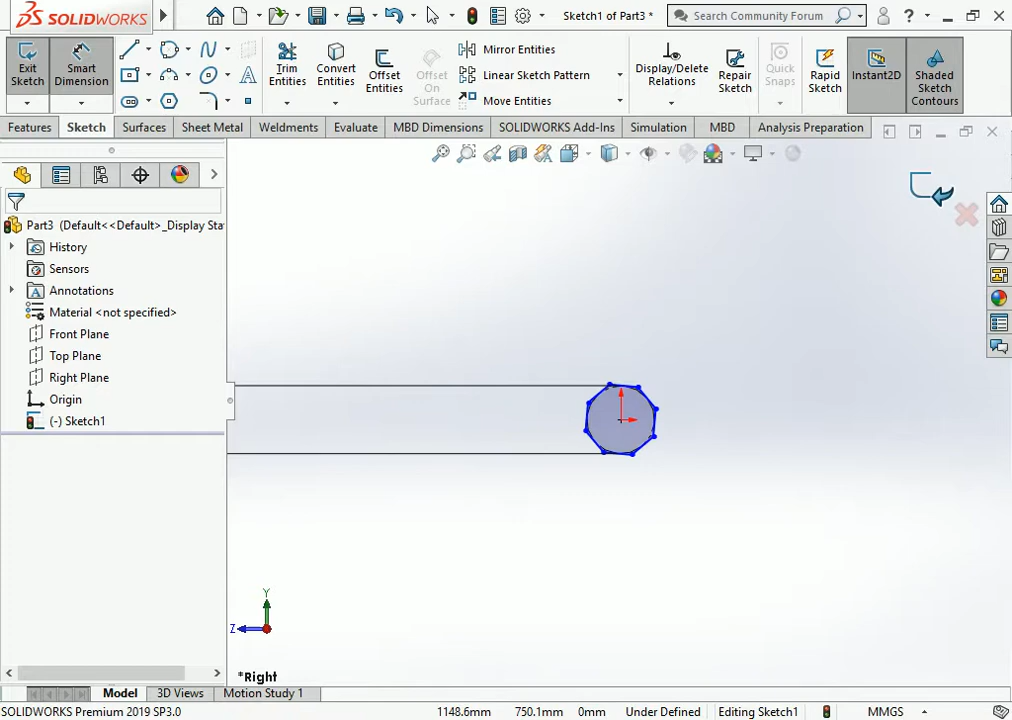 SOLIDWORKS
Sketch1 of Part3 *
Search Community Forum
?
Exit Sketch
Smart Dimension
Trim Entities
Convert Entities
Offset Entities
Offset On Surface
Mirror Entities
Linear Sketch Pattern
Move Entities
Display/Delete Relations
Repair Sketch
Quick Snaps
Rapid Sketch
Instant2D
Shaded Sketch Contours
Features
Sketch
Surfaces
Sheet Metal
Weldments
Evaluate
MBD Dimensions
SOLIDWORKS Add-Ins
Simulation
MBD
Analysis Preparation
Part3 (Default<<Default>_Display Sta
History
Sensors
Annotations
Material <not specified>
Front Plane
Top Plane
Right Plane
Origin
(-) Sketch1
Y
Z
*Right
Model
3D Views
Motion Study 1
SOLIDWORKS Premium 2019 SP3.0
1148.6mm
750.1mm
0mm
Under Defined
Editing Sketch1
MMGS